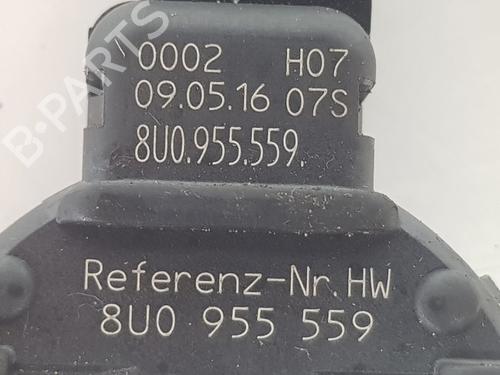 B-PARTS
0002 H07
09.05.16 07S
8U0.955.559.
Referenz-Nr.HW
8U0 955 559